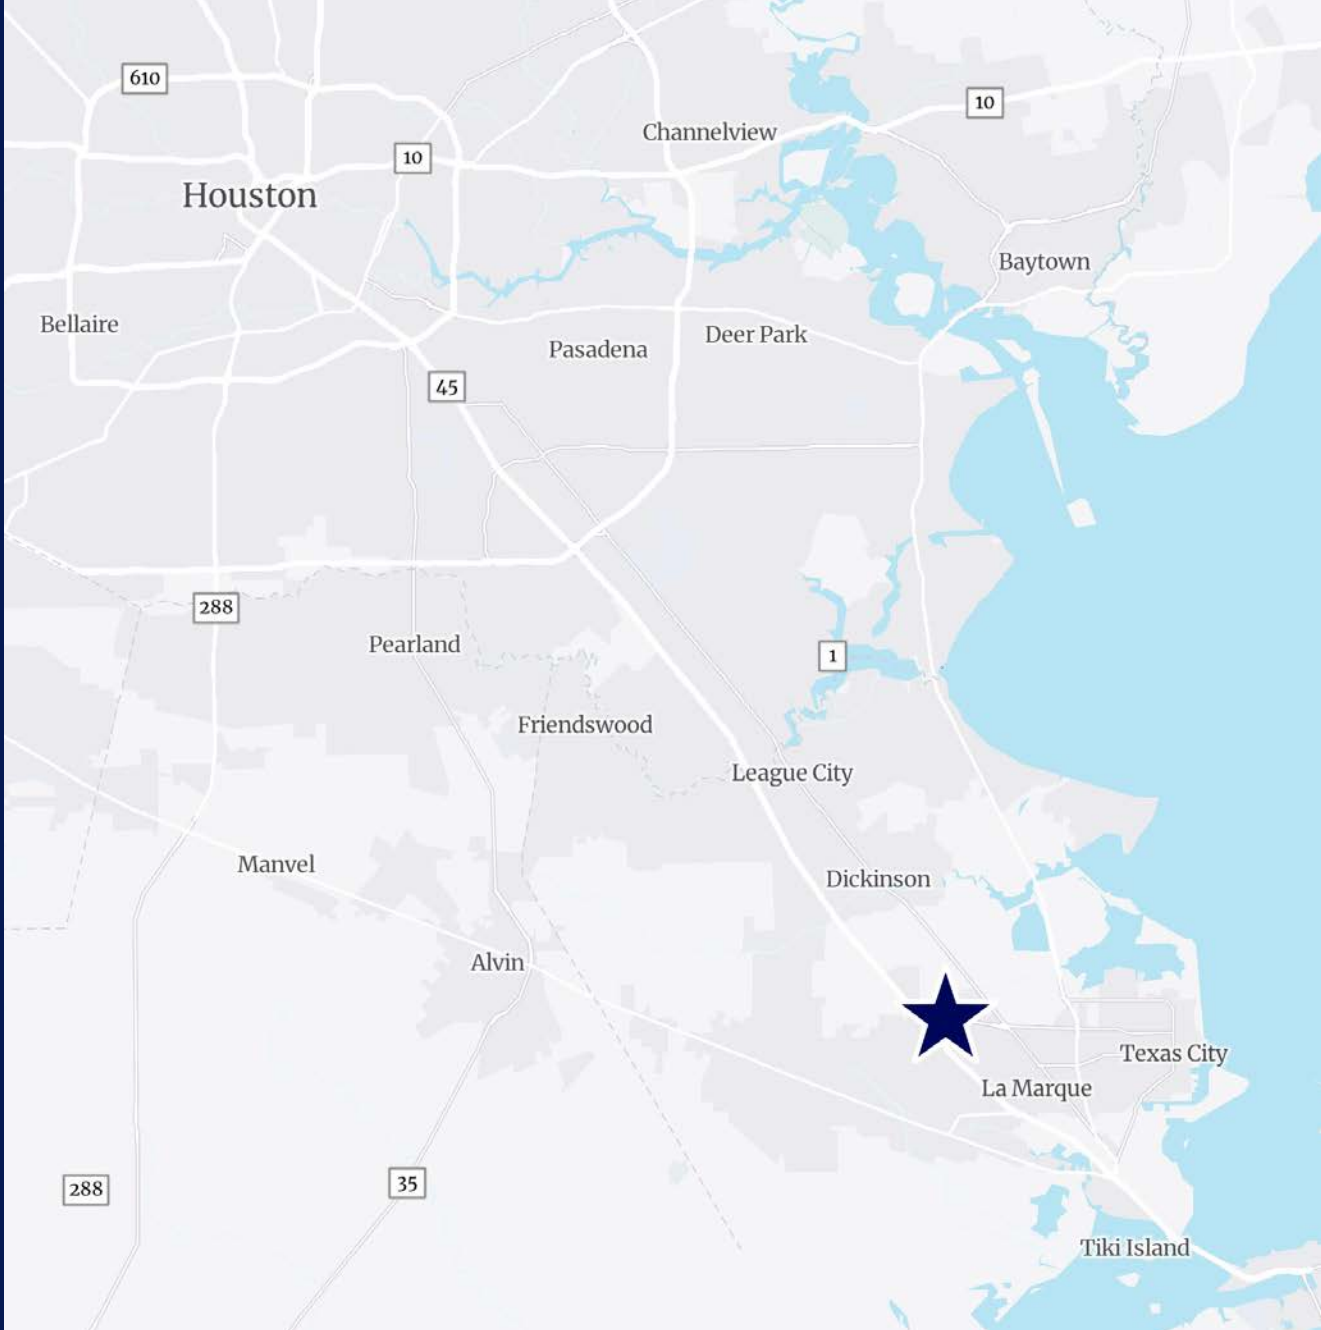 610
10
Channelview
10
Houston
Baytown
Bellaire
Pasadena
Deer Park
45
288
Pearland
1
Friendswood
League City
Manvel
Dickinson
Alvin
Texas City
La Marque
288
35
Tiki Island